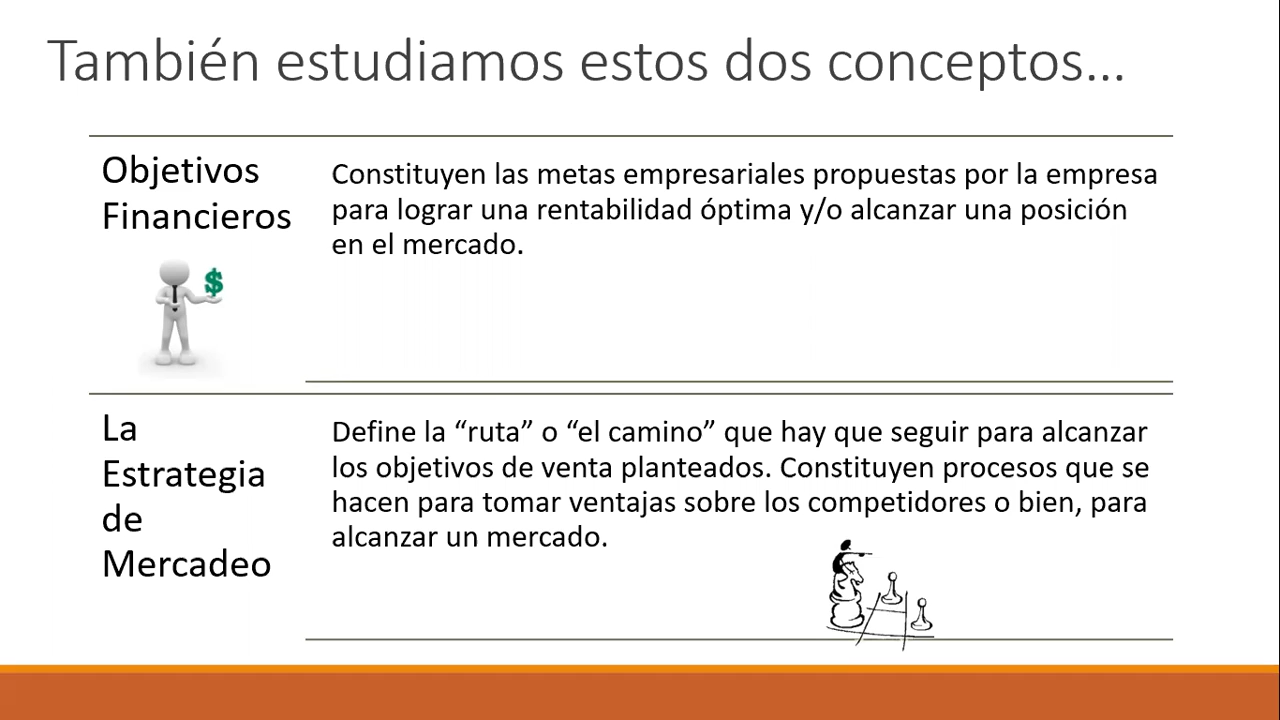 También estudiamos estos dos conceptos...
Objetivos
Financieros
Constituyen las metas empresariales propuestas por la empresa
para lograr una rentabilidad óptima y/o alcanzar una posición
en el mercado.
$
La
Estrategia
de
Mercadeo
Define la “ruta” o “el camino” que hay que seguir para alcanzar
los objetivos de venta planteados. Constituyen procesos que se
hacen para tomar ventajas sobre los competidores o bien, para
alcanzar un mercado.